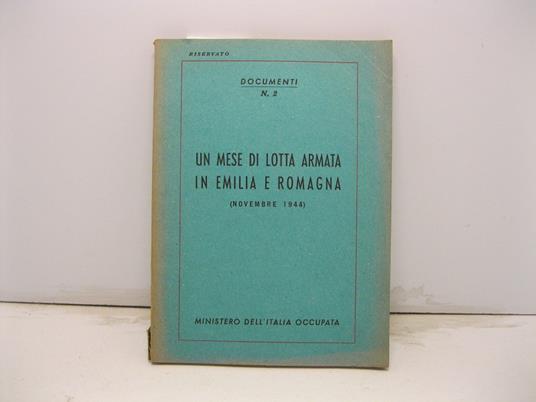 RISERVATO
DOCUMENTI
N. 2
UN MESE DI LOTTA ARMATA
IN EMILIA E ROMAGNA
(NOVEMBRE 1944)
MINISTERO DELL'ITALIA OCCUPATA